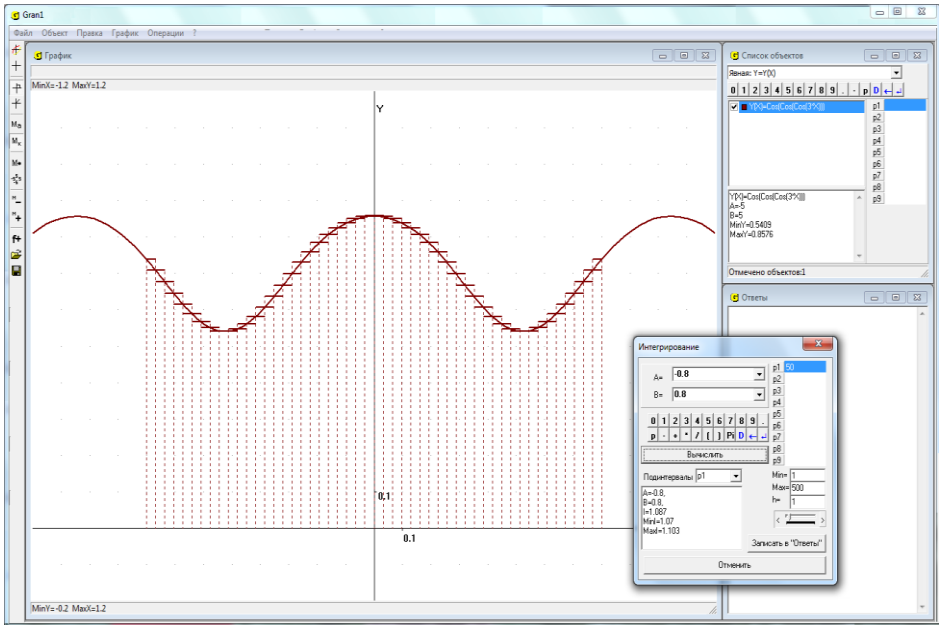 Gran1
Файл Объект Правка График Операции ?
График
MinX=-1.2 MaxY=1.2
Y
0,1
0.1
MinY=-0.2 MaxX=1.2
Список объектов
Явная: Y=Y(X)
0 1 2 3 4 5 6 7 8 9 . - p D ← ↵
Y(X)=Cos(Cos(Cos(3*X)))
p1
p2
p3
p4
p5
p6
p7
p8
p9
Y(X)=Cos(Cos(Cos(3*X)))
A=-5
B=5
MinY=0.5409
MaxY=0.8576
Отмечено объектов:1
Ответы
Интегрирование
A= -0.8
B= 0.8
p1 50
p2
p3
p4
p5
p6
p7
p8
p9
0 1 2 3 4 5 6 7 8 9 .
p - + * / ( ) Pi D ← ↵
Вычислить
Подинтервалы p1
Min= 1
Max= 500
h= 1
A=-0.8,
B=0.8,
I=1.087
MinI=1.07
MaxI=1.103
Записать в "Ответы"
Отменить